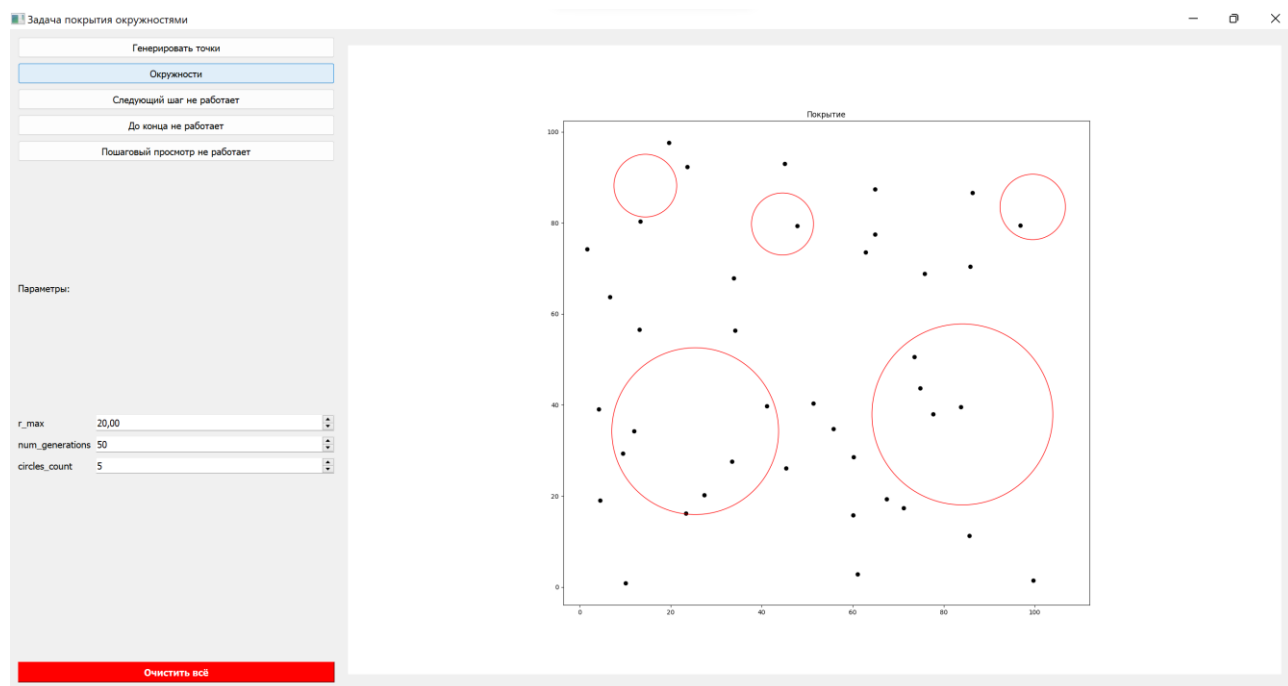 Задача покрытия окружностями
Генерировать точки
Окружности
Следующий шаг не работает
До конца не работает
Пошаговый просмотр не работает
Параметры:
r_max 20,00
num_generations 50
circles_count 5
Очистить всё
Покрытие
100
80
60
40
20
0
0 20 40 60 80 100